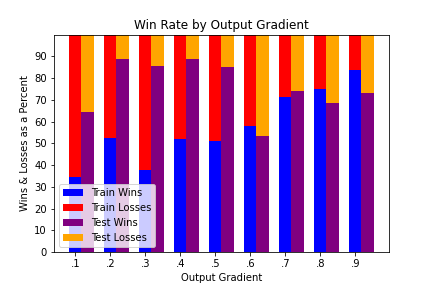 Win Rate by Output Gradient
Wins & Losses as a Percent
90
80
70
60
50
40
30
20
10
0
Train Wins
Train Losses
Test Wins
Test Losses
.1 .2 .3 .4 .5 .6 .7 .8 .9
Output Gradient